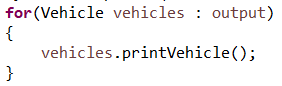 for(Vehicle vehicles : output)
{
    vehicles.printVehicle();
}